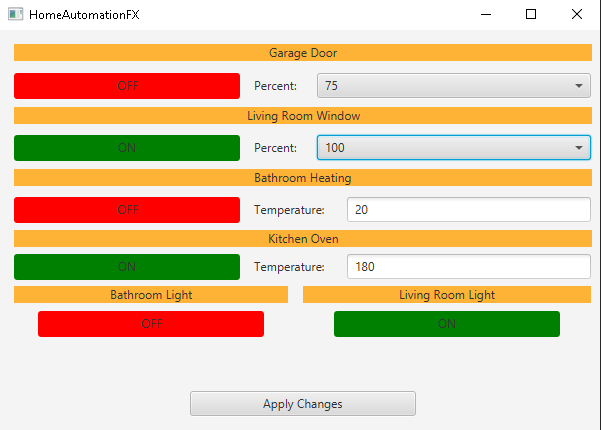 HomeAutomationFX
Garage Door
OFF Percent: 75
Living Room Window
ON Percent: 100
Bathroom Heating
OFF Temperature: 20
Kitchen Oven
ON Temperature: 180
Bathroom Light Living Room Light
OFF ON
Apply Changes